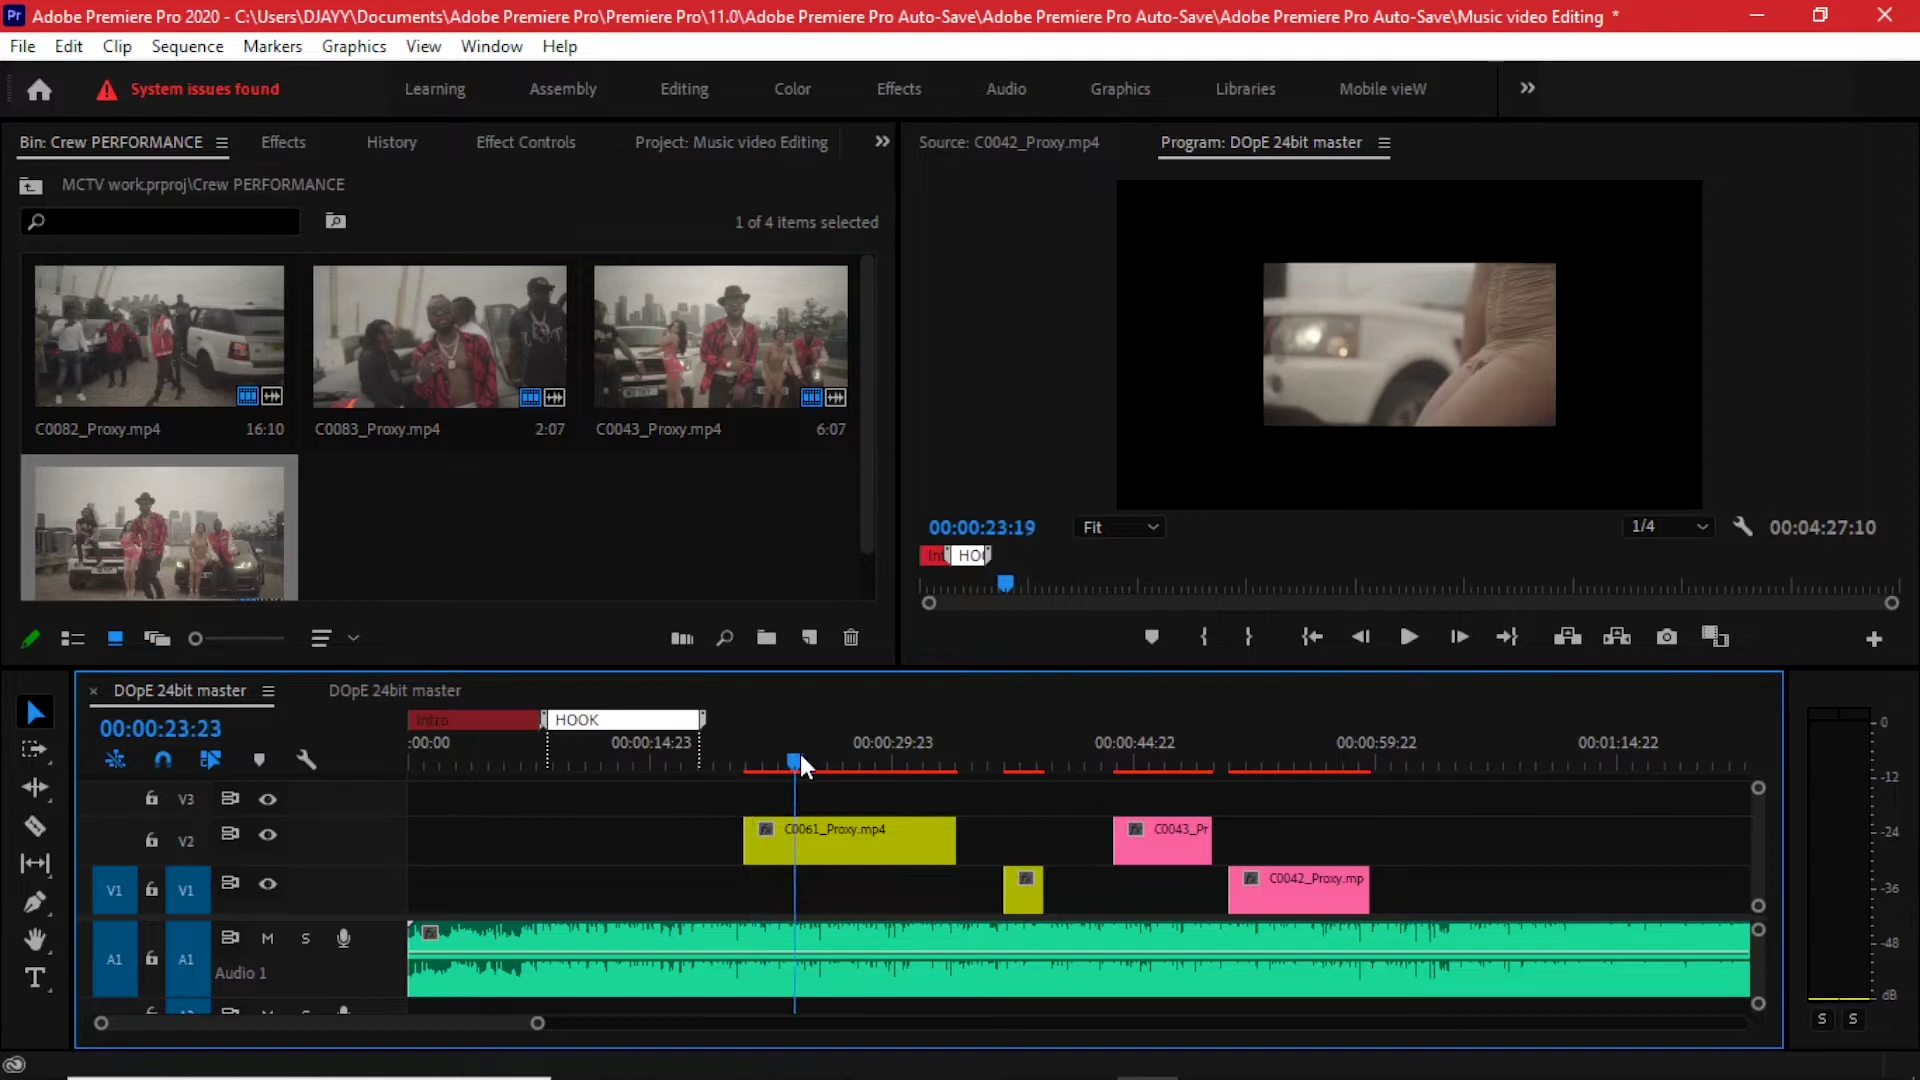 Pr Adobe Premiere Pro 2020 - C:\Users\DJAYY\Documents\Adobe Premiere Pro\Premiere Pro\11.0\Adobe Premiere Pro Auto-Save\Adobe Premiere Pro Auto-Save\Adobe Premiere Pro Auto-Save\Music video Editing *
File Edit Clip Sequence Markers Graphics View Window Help
System issues found Learning Assembly Editing Color Effects Audio Graphics Libraries Mobile vieW
Bin: Crew PERFORMANCE Effects History Effect Controls Project: Music video Editing
Source: C0042_Proxy.mp4 Program: DOpE 24bit master
MCTV work.prproj\Crew PERFORMANCE
1 of 4 items selected
C0082_Proxy.mp4 16:10 C0083_Proxy.mp4 2:07 C0043_Proxy.mp4 6:07
00:00:23:19 Fit 1/4 00:04:27:10
Int HOO
DOpE 24bit master DOpE 24bit master
00:00:23:23
Intro HOOK
:00:00 00:00:14:23 00:00:29:23 00:00:44:22 00:00:59:22 00:01:14:22
V3
V2 C0061_Proxy.mp4 C0043_Pr
V1 V1 fx C0042_Proxy.mp
A1 A1 M S
Audio 1
0
-12
-24
-36
-48
dB
S S